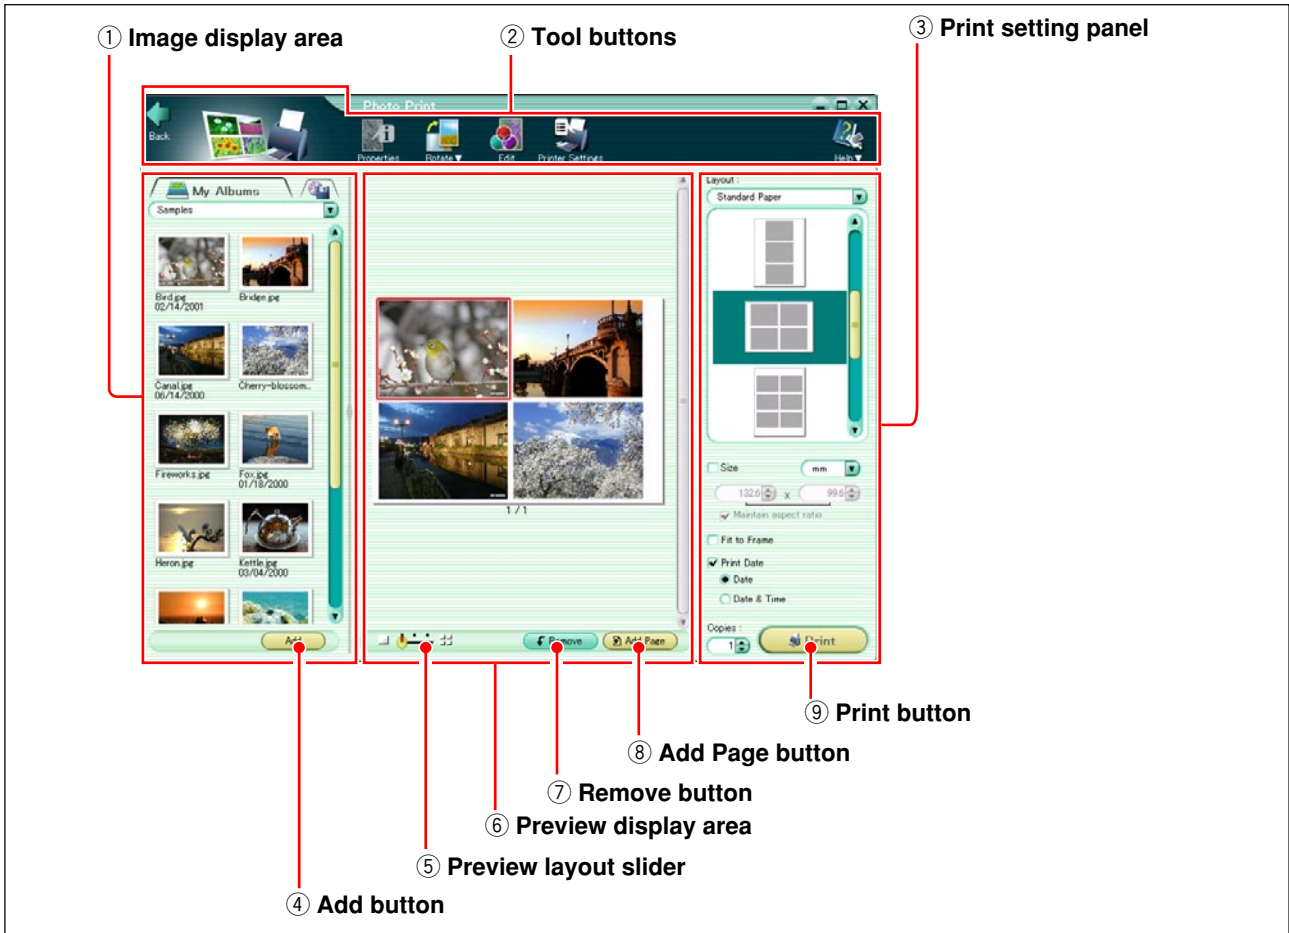 ① Image display area
② Tool buttons
③ Print setting panel
Photo Print
Back
Properties
Rotate▼
Edit
Printer Settings
Help▼
My Albums
Samples
Bird.jpg
02/14/2001
Bridge.jpg
Canal.jpg
06/14/2000
Cherry-blossom...
Fireworks.jpg
Fox.jpg
01/18/2000
Heron.jpg
Kettle.jpg
03/04/2000
Add
1 / 1
Remove
Add Page
Layout :
Standard Paper
Size
mm
132.6 x 99.6
Maintain aspect ratio
Fit to Frame
Print Date
Date
Date & Time
Copies :
1
Print
⑨ Print button
⑧ Add Page button
⑦ Remove button
⑥ Preview display area
⑤ Preview layout slider
④ Add button